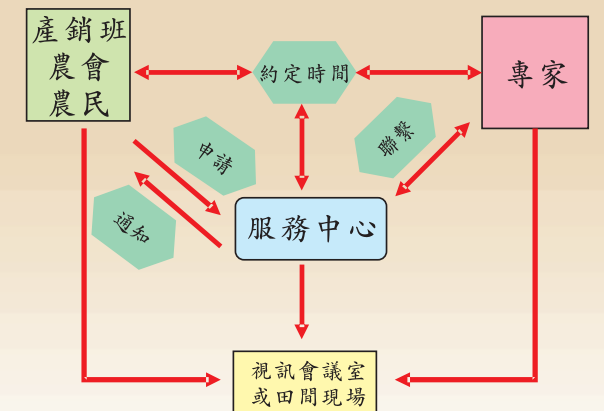 產銷班
農會
農民
約定時間
專家
申請
聯繫
通知
服務中心
視訊會議室
或田間現場